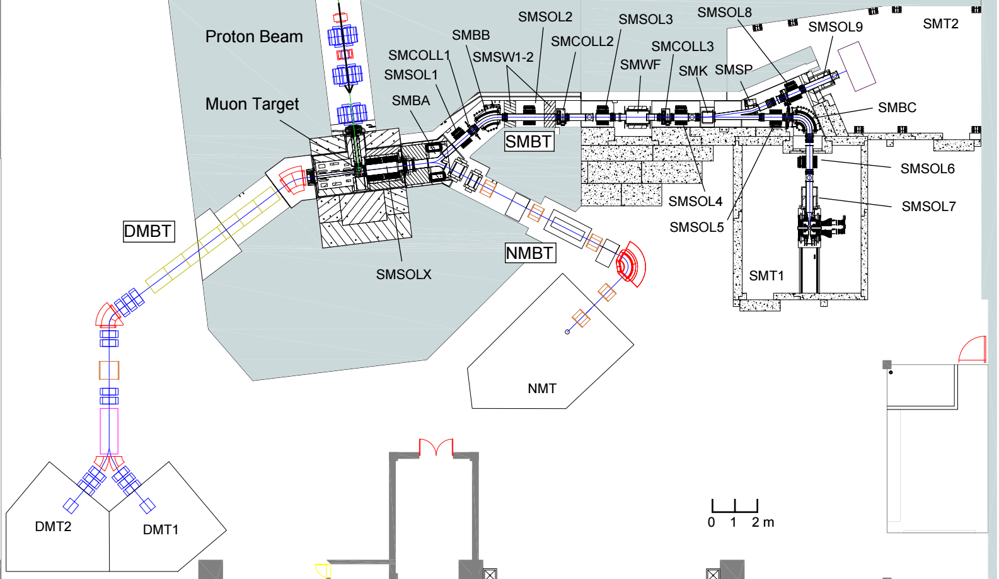 SMSOL8
SMSOL2
SMSOL3
SMSOL9
SMT2
Proton Beam
SMBB
SMCOLL2
SMCOLL3
SMCOLL1
SMSW1-2
SMWF
SMK
SMSP
SMSOL1
Muon Target
SMBA
SMBC
SMBT
SMSOL6
SMSOL4
SMSOL7
SMSOL5
DMBT
NMBT
SMSOLX
SMT1
NMT
DMT2
DMT1
0 1 2 m